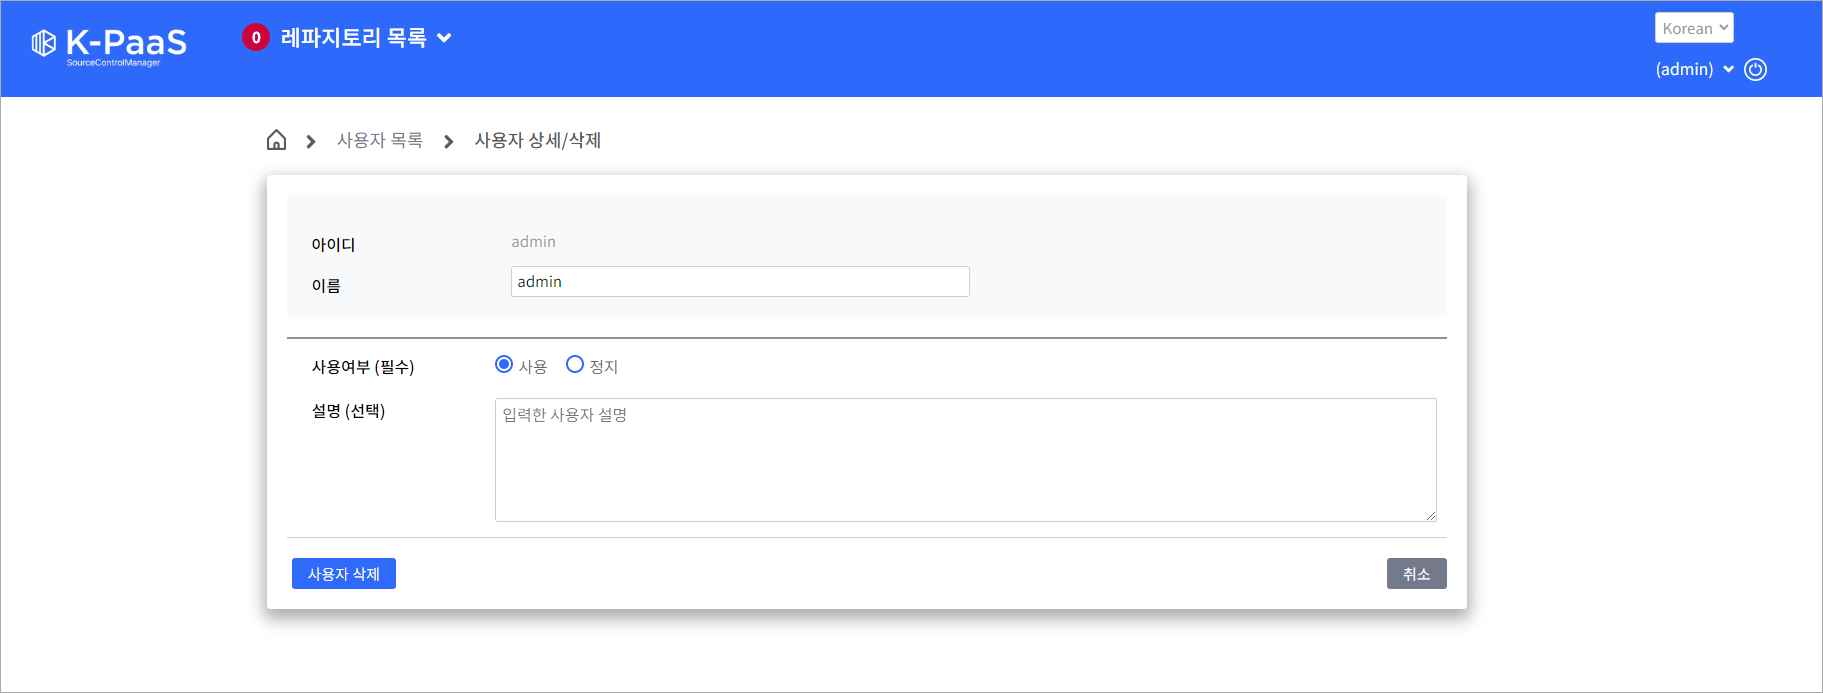 K-PaaS
SourceControlManager
0 레파지토리 목록
Korean
(admin)
사용자 목록 사용자 상세/삭제
아이디 admin
이름 admin
사용여부 (필수) 사용 정지
설명 (선택) 입력한 사용자 설명
사용자 삭제 취소